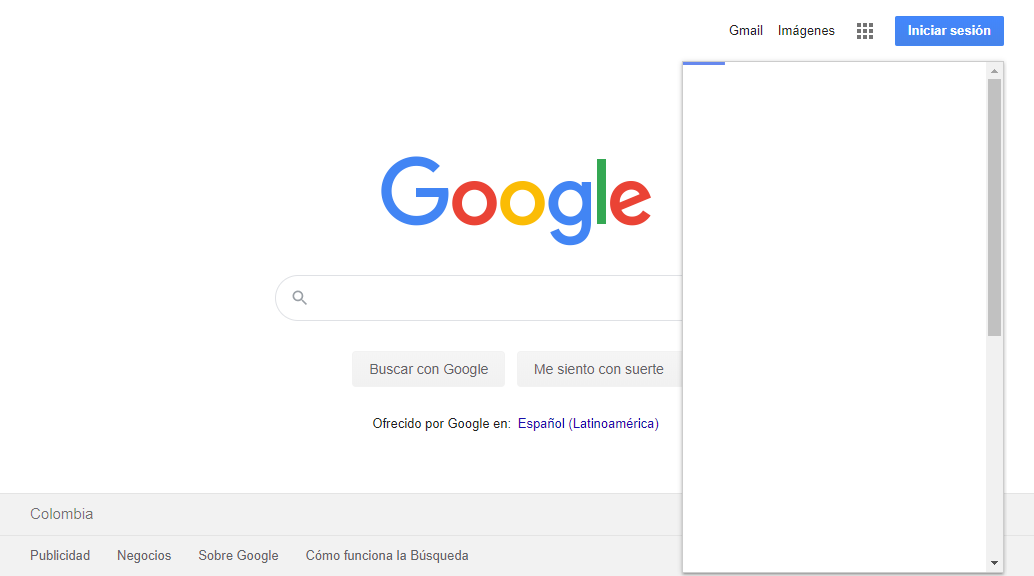 Gmail Imágenes Iniciar sesión
Google
Buscar con Google Me siento con suerte
Ofrecido por Google en: Español (Latinoamérica)
Colombia
Publicidad Negocios Sobre Google Cómo funciona la Búsqueda